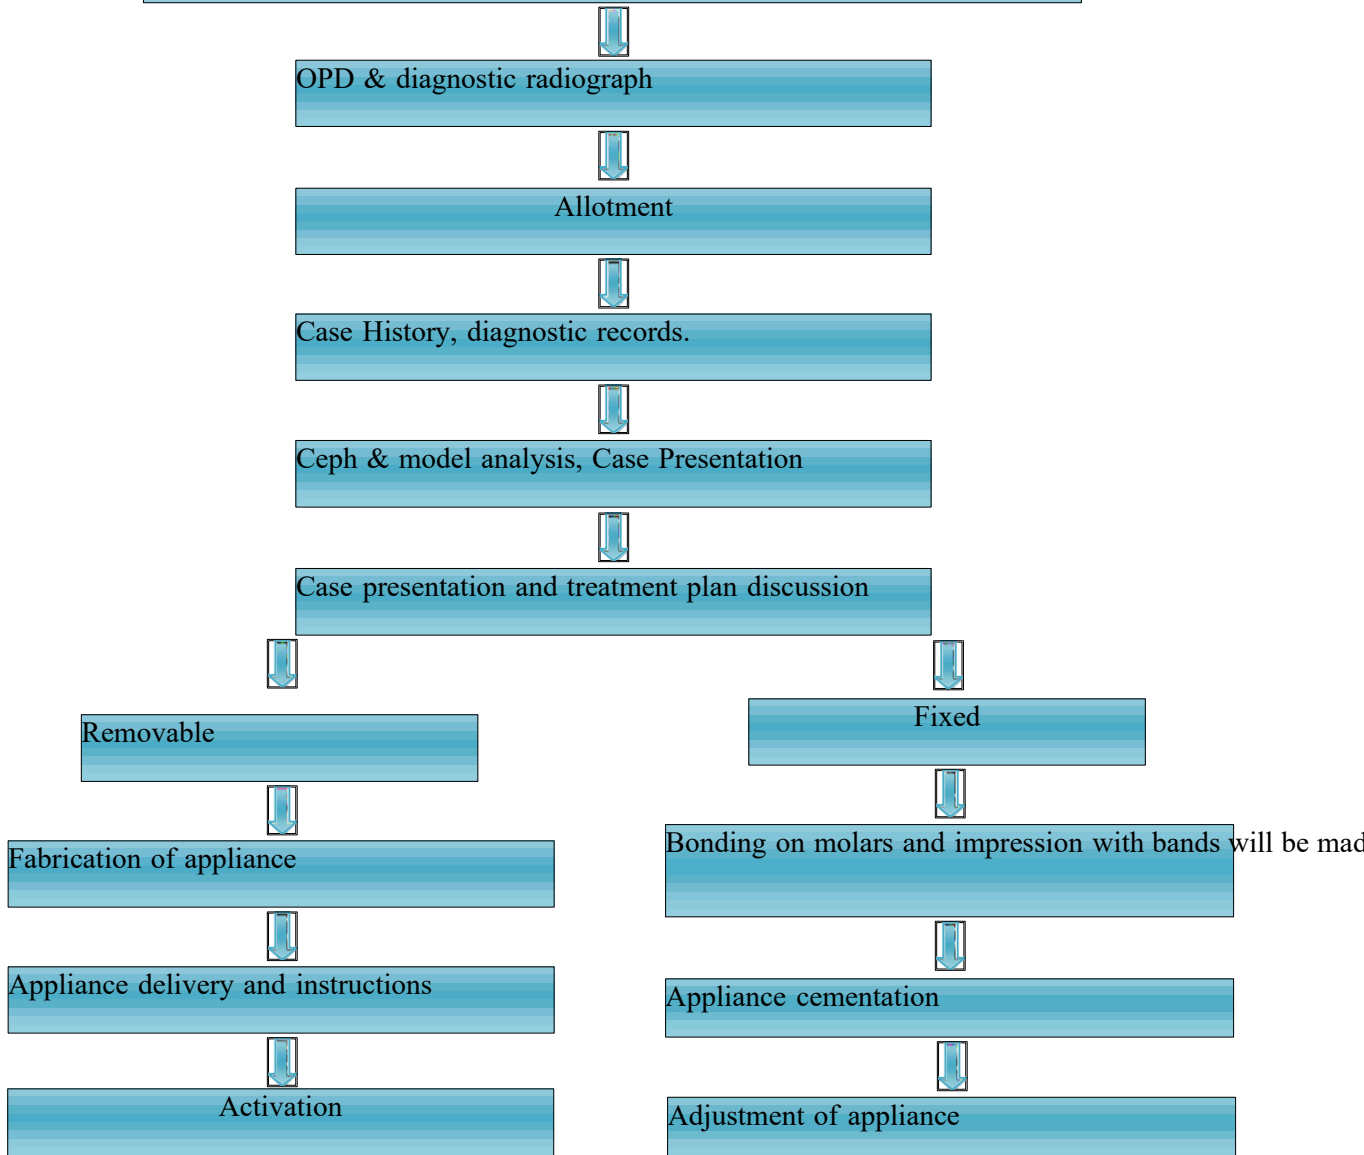 OPD & diagnostic radiograph
Allotment
Case History, diagnostic records.
Ceph & model analysis, Case Presentation
Case presentation and treatment plan discussion
Removable
Fabrication of appliance
Appliance delivery and instructions
Activation
Fixed
Bonding on molars and impression with bands will be mad
Appliance cementation
Adjustment of appliance